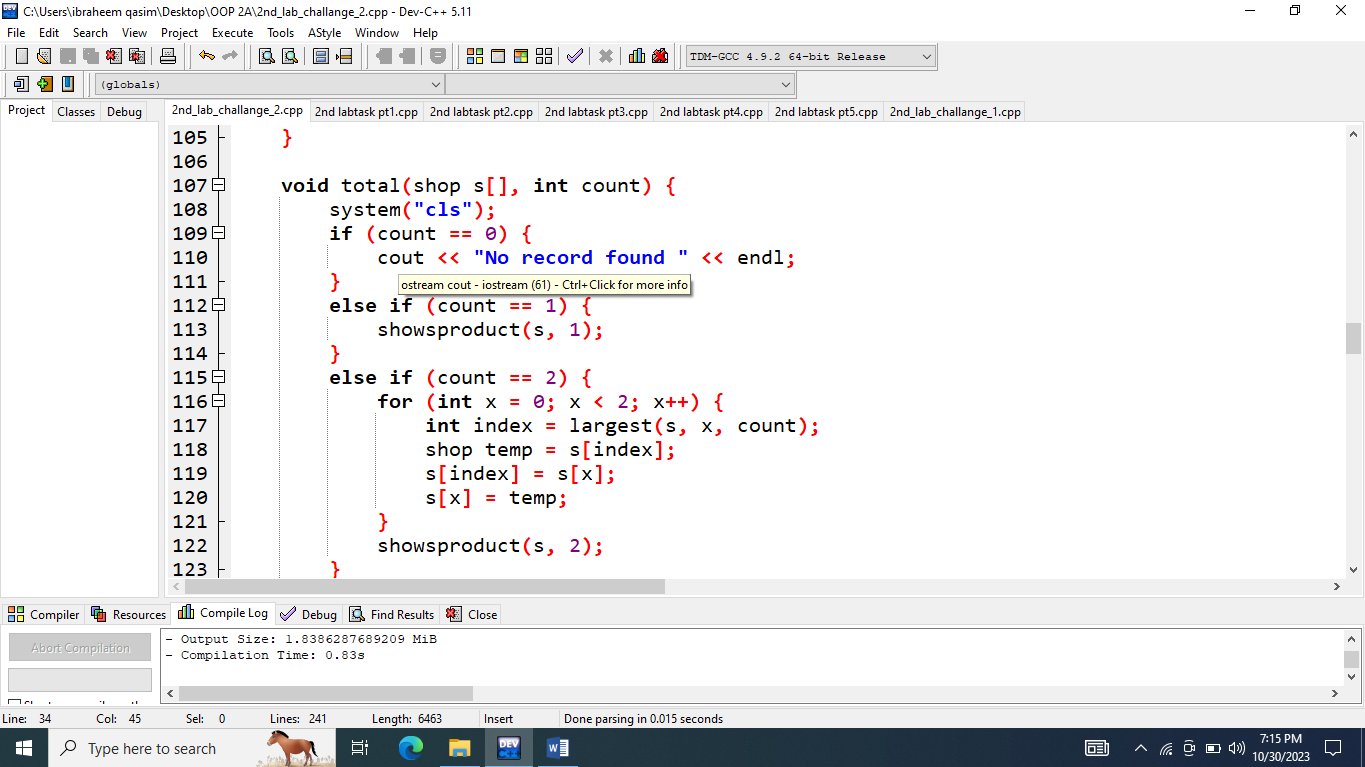 C:\Users\ibraheem qasim\Desktop\OOP 2A\2nd_lab_challange_2.cpp - Dev-C++ 5.11
File Edit Search View Project Execute Tools AStyle Window Help
TDM-GCC 4.9.2 64-bit Release
(globals)
Project Classes Debug 2nd_lab_challange_2.cpp 2nd labtask pt1.cpp 2nd labtask pt2.cpp 2nd labtask pt3.cpp 2nd labtask pt4.cpp 2nd labtask pt5.cpp 2nd_lab_challange_1.cpp
105 }
106
107 void total(shop s[], int count) {
108 system("cls");
109 if (count == 0) {
110 cout << "No record found " << endl;
111 }
ostream cout - iostream (61) - Ctrl+Click for more info
112 else if (count == 1) {
113 showsproduct(s, 1);
114 }
115 else if (count == 2) {
116 for (int x = 0; x < 2; x++) {
117 int index = largest(s, x, count);
118 shop temp = s[index];
119 s[index] = s[x];
120 s[x] = temp;
121 }
122 showsproduct(s, 2);
123 }
Compiler Resources Compile Log Debug Find Results Close
Abort Compilation
- Output Size: 1.8386287689209 MiB
- Compilation Time: 0.83s
Line: 34 Col: 45 Sel: 0 Lines: 241 Length: 6463 Insert Done parsing in 0.015 seconds
Type here to search
7:15 PM
10/30/2023